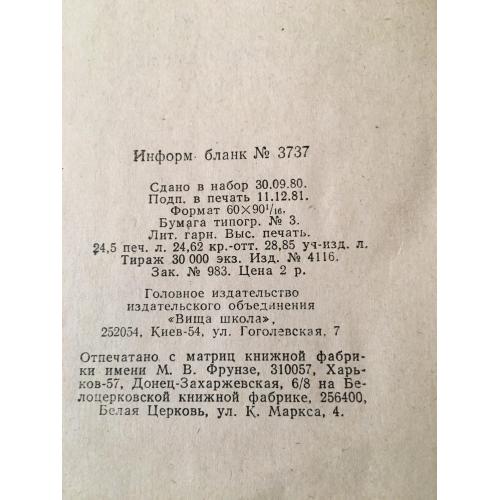 Информ. бланк № 3737
Сдано в набор 30.09.80.
Подп. в печать 11.12.81.
Формат 60×90¹/₁₆.
Бумага типогр. № 3.
Лит. гарн. Выс. печать.
24,5 печ. л. 24,62 кр.-отт. 28,85 уч-изд. л.
Тираж 30 000 экз. Изд. № 4116.
Зак. № 983. Цена 2 р.
Головное издательство
издательского объединения
«Вища школа»,
252054, Киев-54, ул. Гоголевская, 7
Отпечатано с матриц книжной фабри-
ки имени М. В. Фрунзе, 310057, Харь-
ков-57, Донец-Захаржевская, 6/8 на Бе-
лоцерковской книжной фабрике, 256400,
Белая Церковь, ул. К. Маркса, 4.